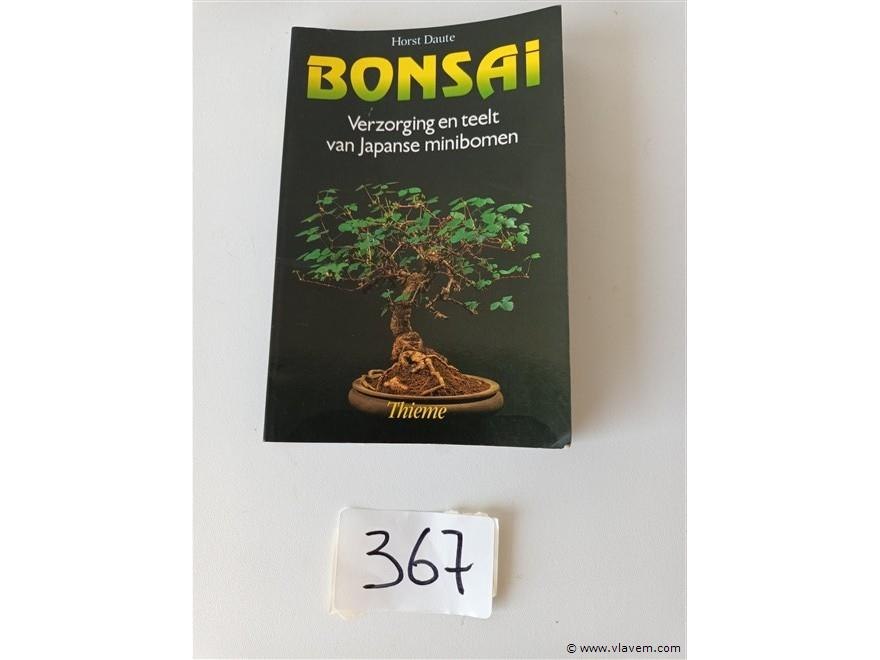 Horst Daute
BONSAi
Verzorging en teelt
van Japanse minibomen
Thieme
367
© www.vlavem.com